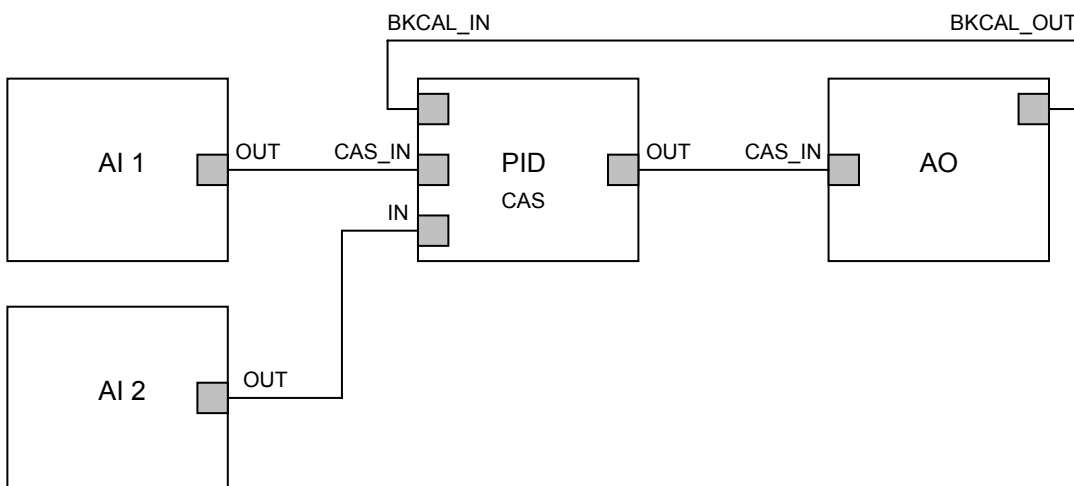 BKCAL_IN
BKCAL_OUT
AI 1
OUT
CAS_IN
IN
PID
CAS
OUT
CAS_IN
AO
AI 2
OUT